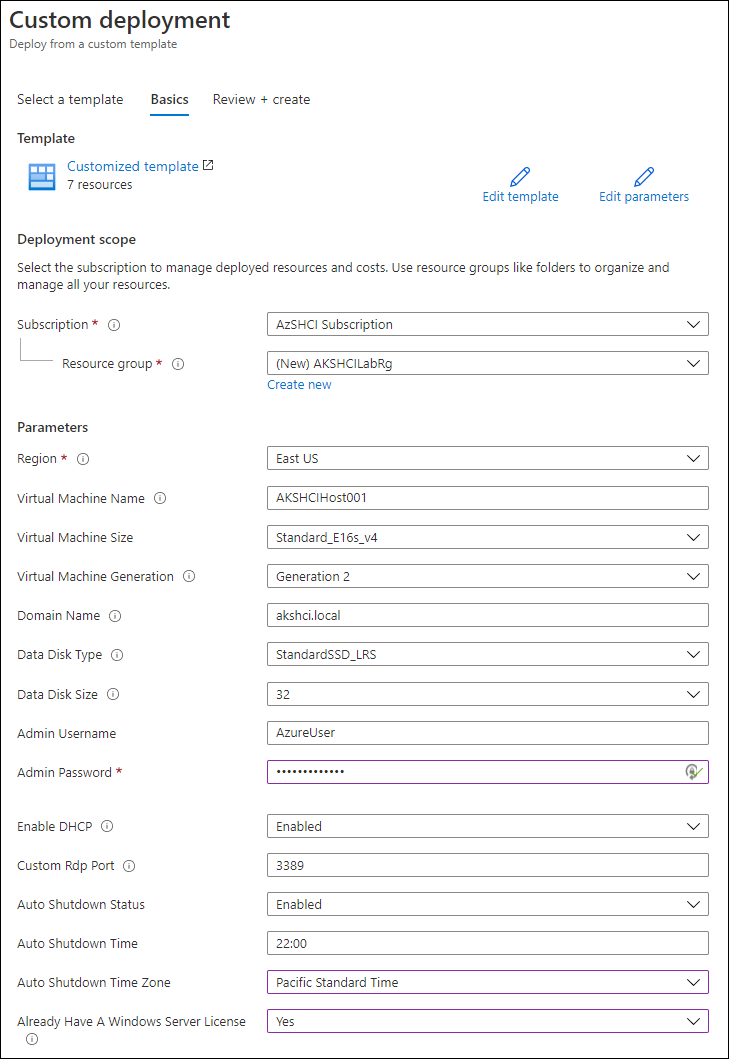 Custom deployment
Deploy from a custom template
Select a template Basics Review + create
Template
Customized template
7 resources
Edit template Edit parameters
Deployment scope
Select the subscription to manage deployed resources and costs. Use resource groups like folders to organize and
manage all your resources.
Subscription * AzSHCI Subscription
Resource group * (New) AKSHCILabRg
Create new
Parameters
Region * East US
Virtual Machine Name AKSHCIHost001
Virtual Machine Size Standard_E16s_v4
Virtual Machine Generation Generation 2
Domain Name akshci.local
Data Disk Type StandardSSD_LRS
Data Disk Size 32
Admin Username AzureUser
Admin Password * •••••••••••••
Enable DHCP Enabled
Custom Rdp Port 3389
Auto Shutdown Status Enabled
Auto Shutdown Time 22:00
Auto Shutdown Time Zone Pacific Standard Time
Already Have A Windows Server License Yes